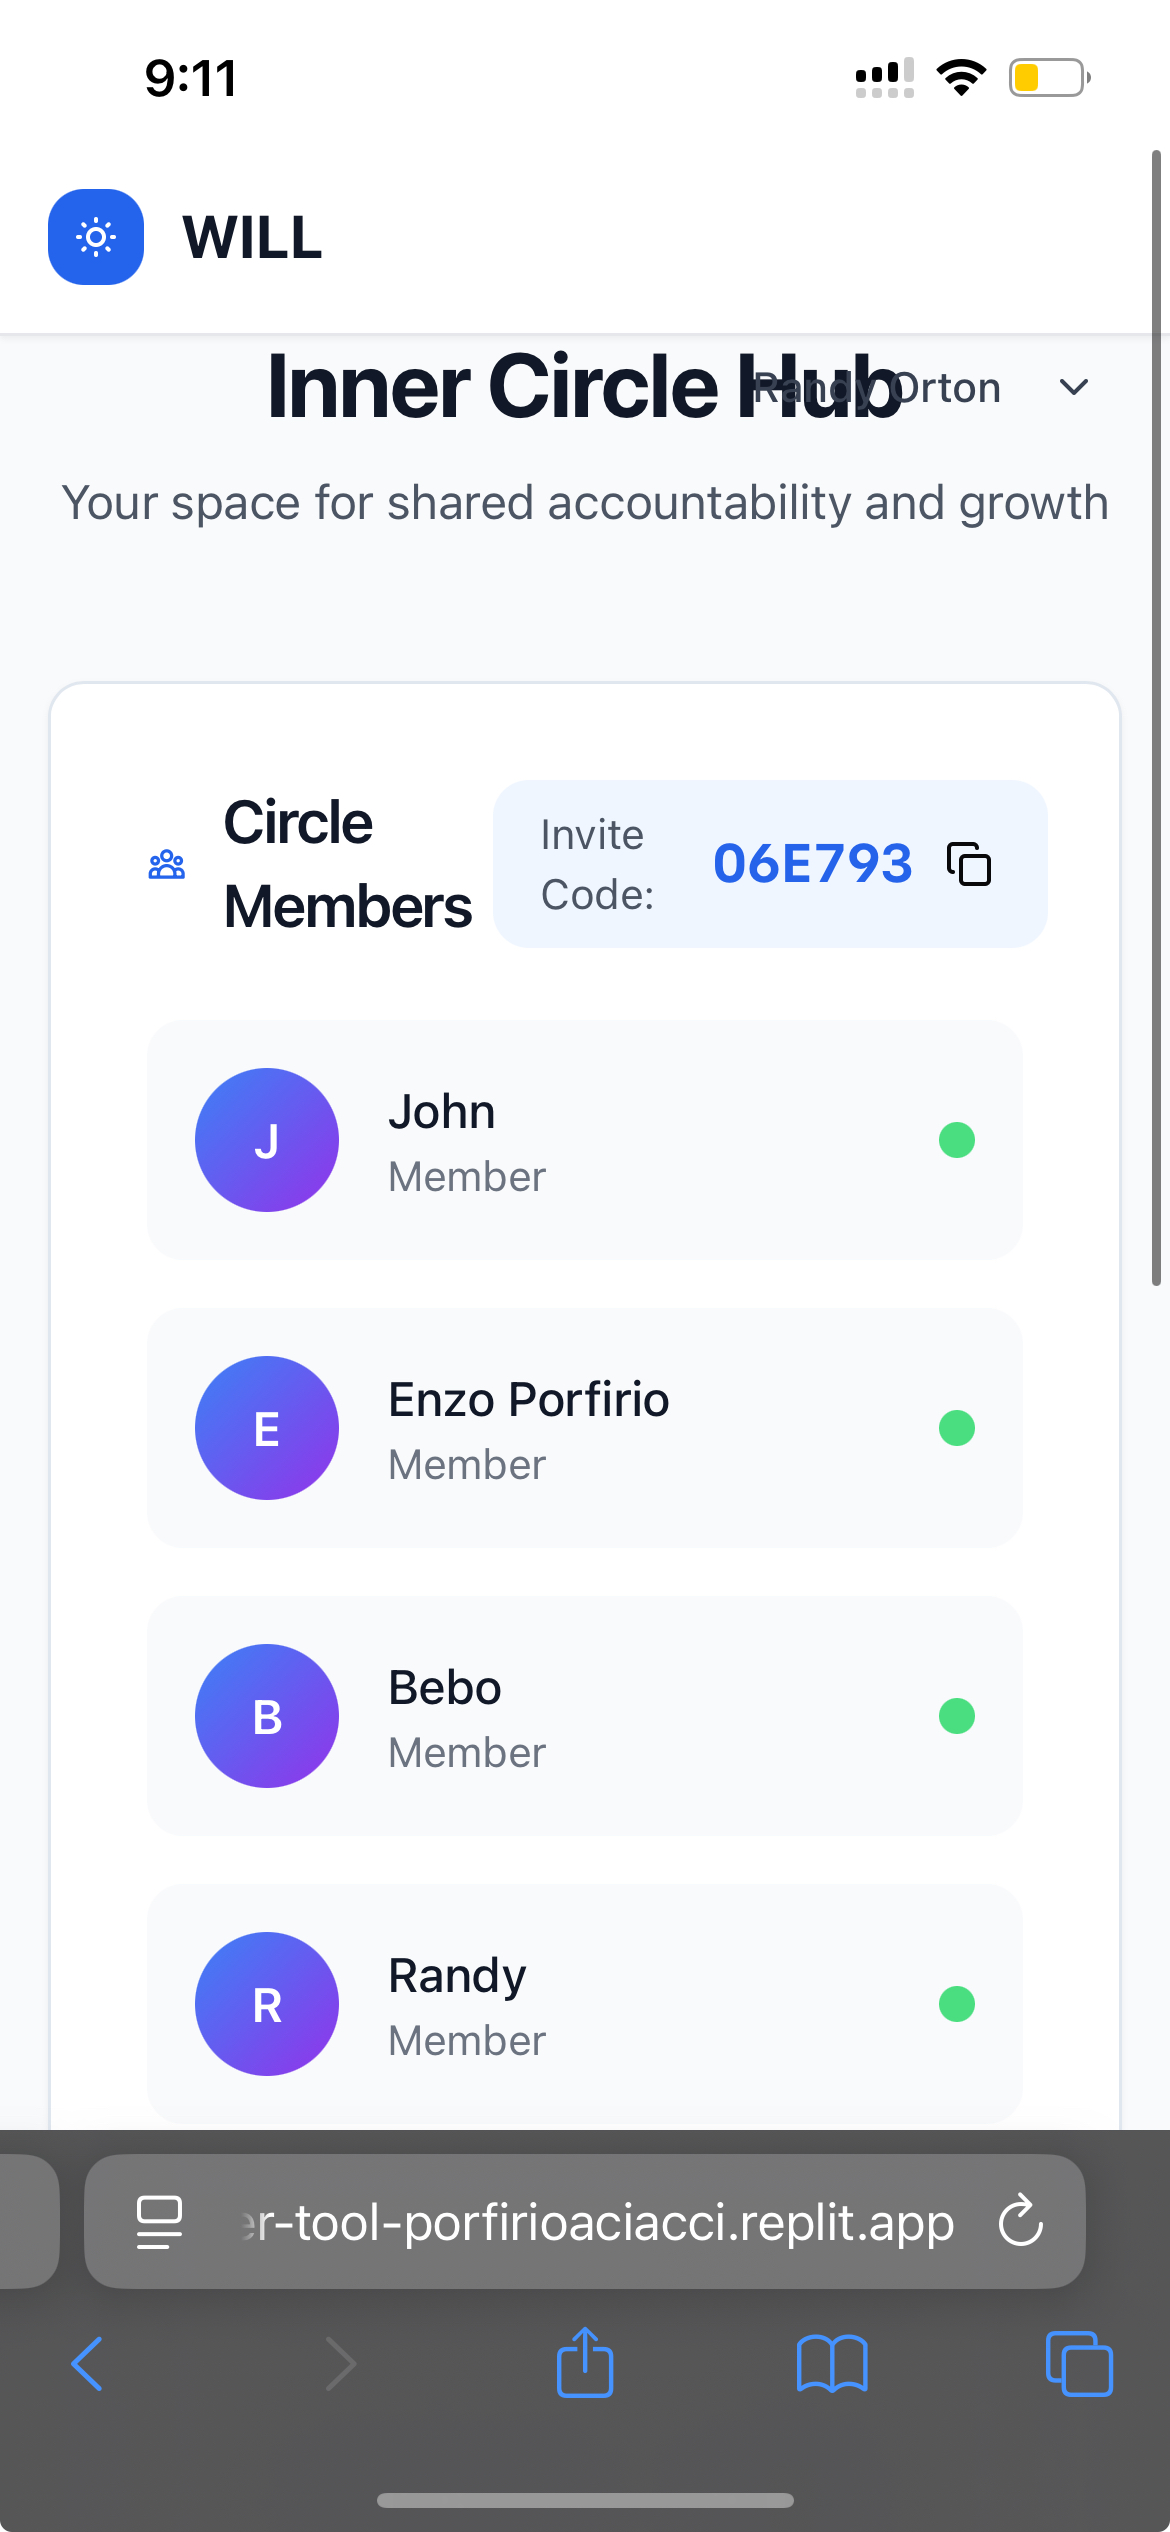 9:11
WILL
Inner Circle Hub
Randy Orton
Your space for shared accountability and growth
Circle
Members
Invite
Code:
06E793
J
John
Member
E
Enzo Porfirio
Member
B
Bebo
Member
R
Randy
Member
er-tool-porfirioaciacci.replit.app